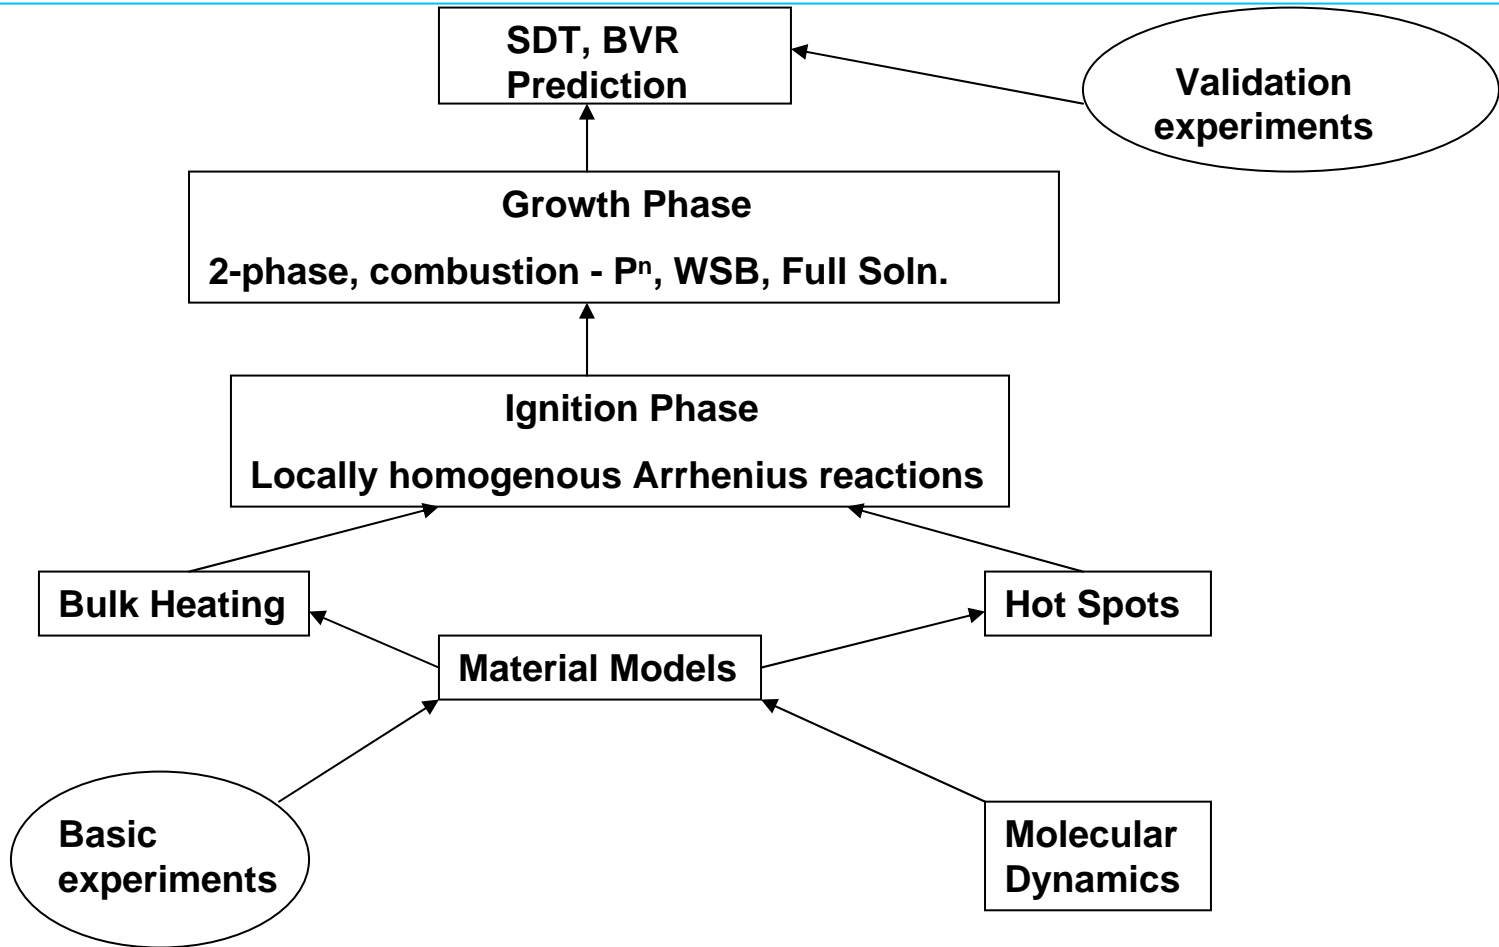 SDT, BVR
Prediction
Validation
experiments
Growth Phase
2-phase, combustion - Pⁿ, WSB, Full Soln.
Ignition Phase
Locally homogenous Arrhenius reactions
Bulk Heating
Hot Spots
Material Models
Basic
experiments
Molecular
Dynamics